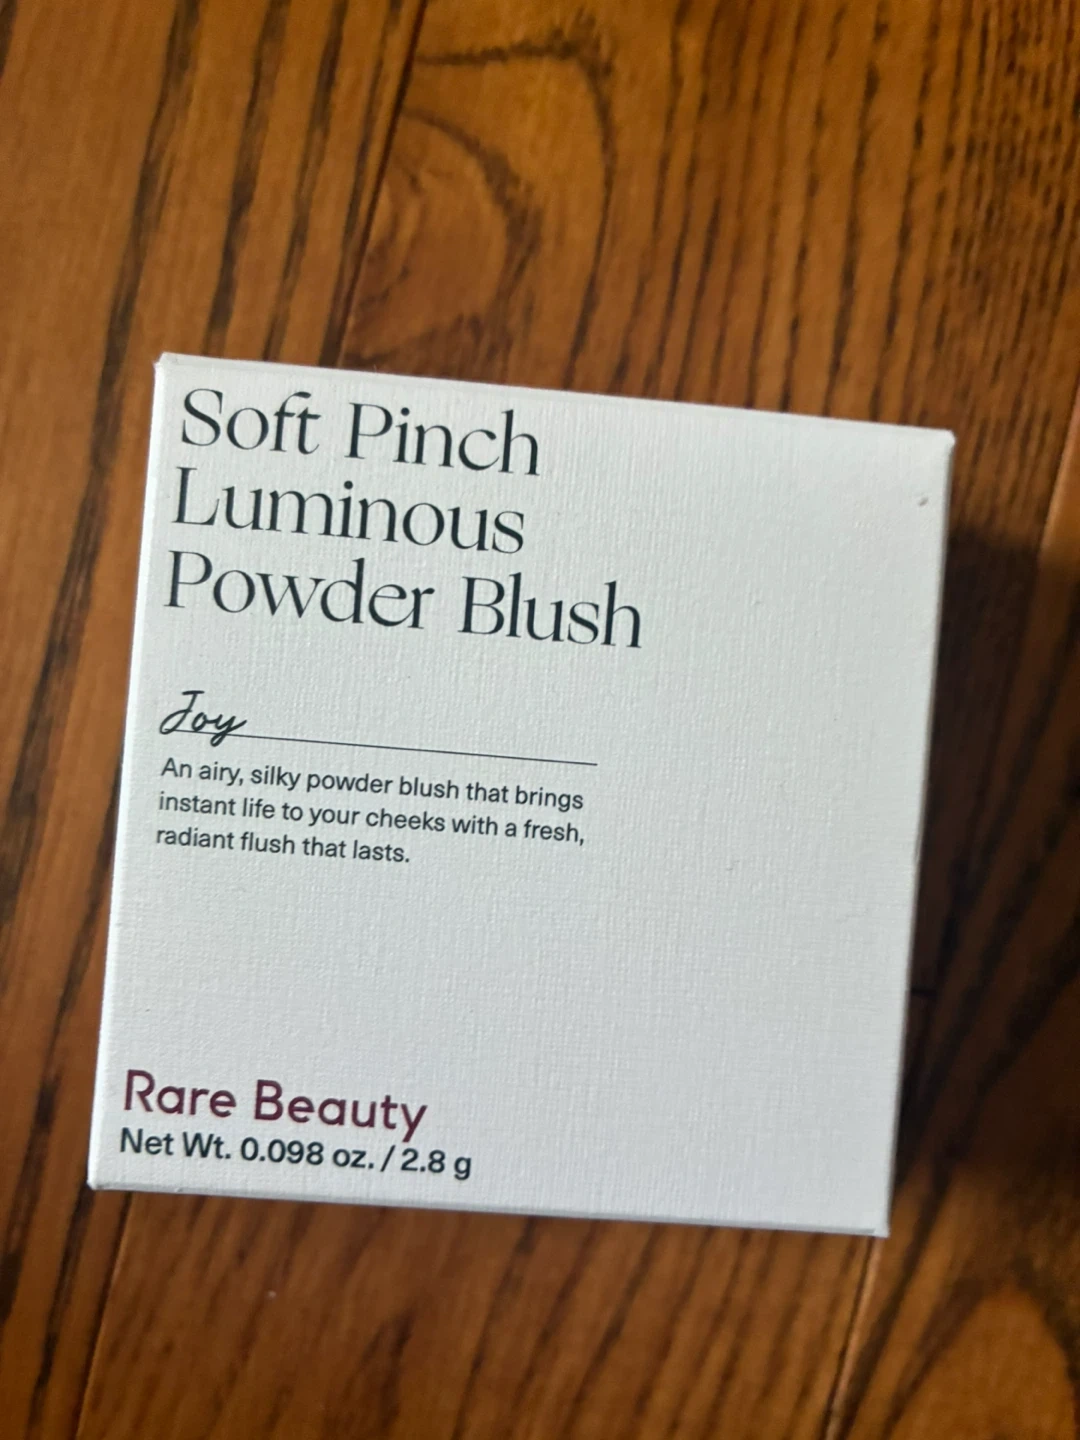 Soft Pinch
Luminous
Powder Blush
Joy
An airy, silky powder blush that brings
instant life to your cheeks with a fresh,
radiant flush that lasts.
Rare Beauty
Net Wt. 0.098 oz. / 2.8 g